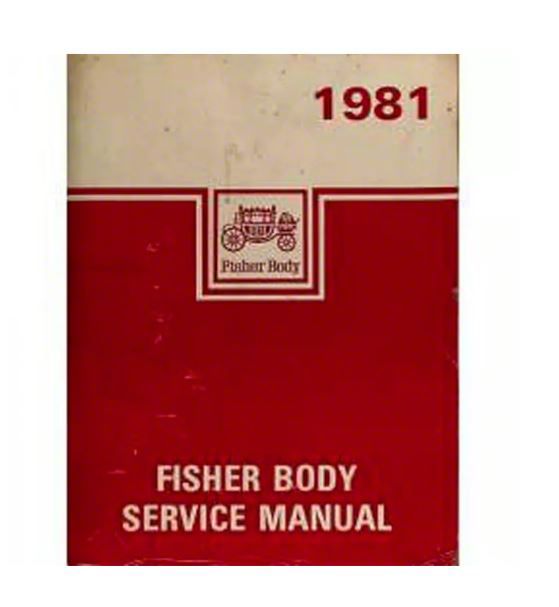 1981
Fisher Body
FISHER BODY
SERVICE MANUAL